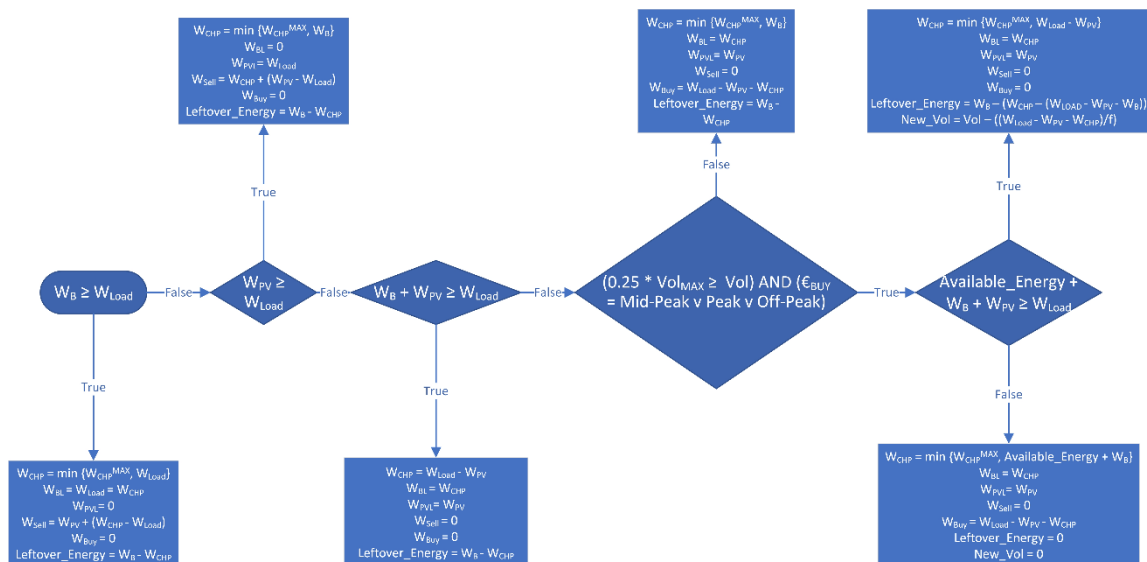 W_CHP = min {W_CHP^MAX, W_B}
W_BL = 0
W_PVl = W_Load
W_Sell = W_CHP + (W_PV - W_Load)
W_Buy = 0
Leftover_Energy = W_B - W_CHP
W_CHP = min {W_CHP^MAX, W_B}
W_BL = W_CHP
W_PVL= W_PV
W_Sell = 0
W_Buy = W_Load - W_PV - W_CHP
Leftover_Energy = W_B -
W_CHP
W_CHP = min {W_CHP^MAX, W_Load - W_PV}
W_BL = W_CHP
W_PVL= W_PV
W_Sell = 0
W_Buy = 0
Leftover_Energy = W_B – (W_CHP – (W_LOAD - W_PV - W_B))
New_Vol = Vol – ((W_Load - W_PV - W_CHP)/f)
True
False
True
W_B ≥ W_Load
False
W_PV ≥
W_Load
False
W_B + W_PV ≥ W_Load
False
(0.25 * Vol_MAX ≥ Vol) AND (€_BUY
= Mid-Peak v Peak v Off-Peak)
True
Available_Energy +
W_B + W_PV ≥ W_Load
True
True
False
W_CHP = min {W_CHP^MAX, W_Load}
W_BL = W_Load = W_CHP
W_PVL= 0
W_Sell = W_PV + (W_CHP - W_Load)
W_Buy = 0
Leftover_Energy = W_B - W_CHP
W_CHP = W_Load - W_PV
W_BL = W_CHP
W_PVL= W_PV
W_Sell = 0
W_Buy = 0
Leftover_Energy = W_B - W_CHP
W_CHP = min {W_CHP^MAX, Available_Energy + W_B}
W_BL = W_CHP
W_PVL= W_PV
W_Sell = 0
W_Buy = W_Load - W_PV - W_CHP
Leftover_Energy = 0
New_Vol = 0